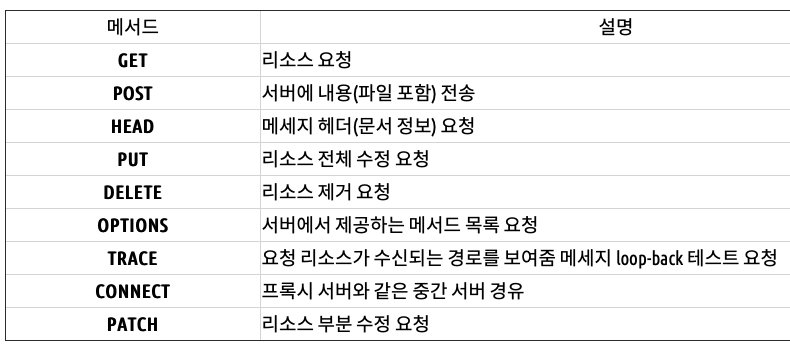 메서드 설명
GET 리소스 요청
POST 서버에 내용(파일 포함) 전송
HEAD 메세지 헤더(문서 정보) 요청
PUT 리소스 전체 수정 요청
DELETE 리소스 제거 요청
OPTIONS 서버에서 제공하는 메서드 목록 요청
TRACE 요청 리소스가 수신되는 경로를 보여줌 메세지 loop-back 테스트 요청
CONNECT 프록시 서버와 같은 중간 서버 경유
PATCH 리소스 부분 수정 요청